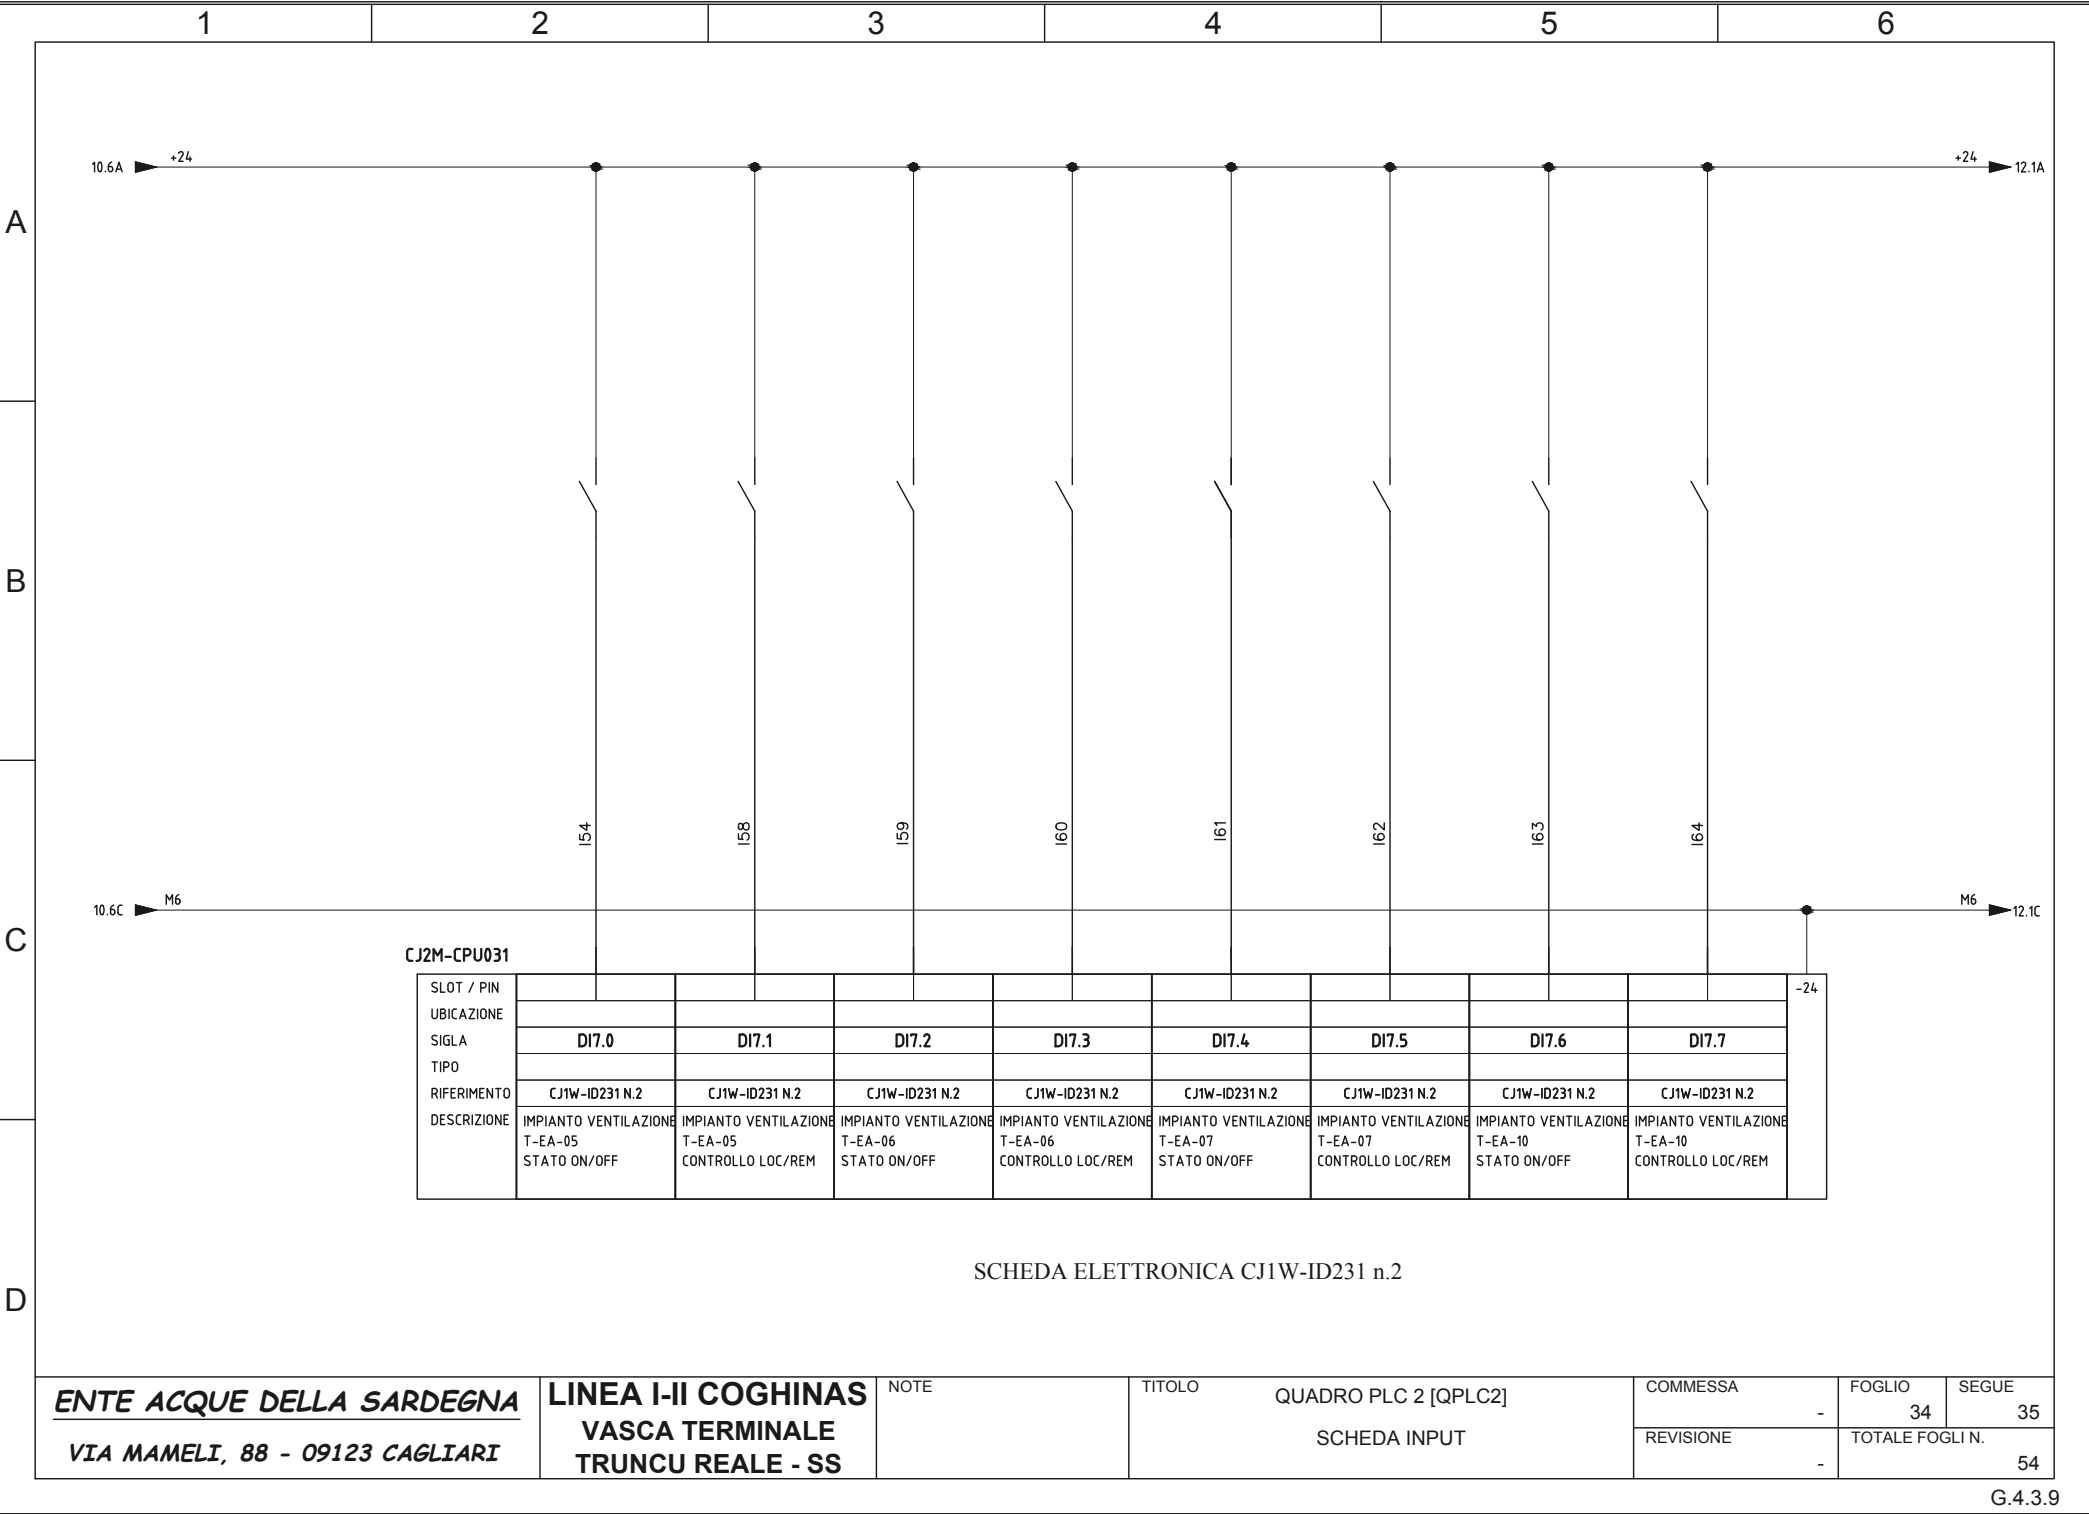 1 2 3 4 5 6
A
B
C
D
10.6A +24 +24 12.1A
I54 I58 I59 I60 I61 I62 I63 I64
10.6C M6 M6 12.1C
CJ2M-CPU031
SLOT / PIN -24
UBICAZIONE
SIGLA DI7.0 DI7.1 DI7.2 DI7.3 DI7.4 DI7.5 DI7.6 DI7.7
TIPO
RIFERIMENTO CJ1W-ID231 N.2 CJ1W-ID231 N.2 CJ1W-ID231 N.2 CJ1W-ID231 N.2 CJ1W-ID231 N.2 CJ1W-ID231 N.2 CJ1W-ID231 N.2 CJ1W-ID231 N.2
DESCRIZIONE IMPIANTO VENTILAZIONE IMPIANTO VENTILAZIONE IMPIANTO VENTILAZIONE IMPIANTO VENTILAZIONE IMPIANTO VENTILAZIONE IMPIANTO VENTILAZIONE IMPIANTO VENTILAZIONE IMPIANTO VENTILAZIONE
T-EA-05 T-EA-05 T-EA-06 T-EA-06 T-EA-07 T-EA-07 T-EA-10 T-EA-10
STATO ON/OFF CONTROLLO LOC/REM STATO ON/OFF CONTROLLO LOC/REM STATO ON/OFF CONTROLLO LOC/REM STATO ON/OFF CONTROLLO LOC/REM
SCHEDA ELETTRONICA CJ1W-ID231 n.2
ENTE ACQUE DELLA SARDEGNA
VIA MAMELI, 88 - 09123 CAGLIARI
LINEA I-II COGHINAS
VASCA TERMINALE
TRUNCU REALE - SS
NOTE
TITOLO
QUADRO PLC 2 [QPLC2]
SCHEDA INPUT
COMMESSA
-
REVISIONE
-
FOGLIO
34
SEGUE
35
TOTALE FOGLI N.
54
G.4.3.9